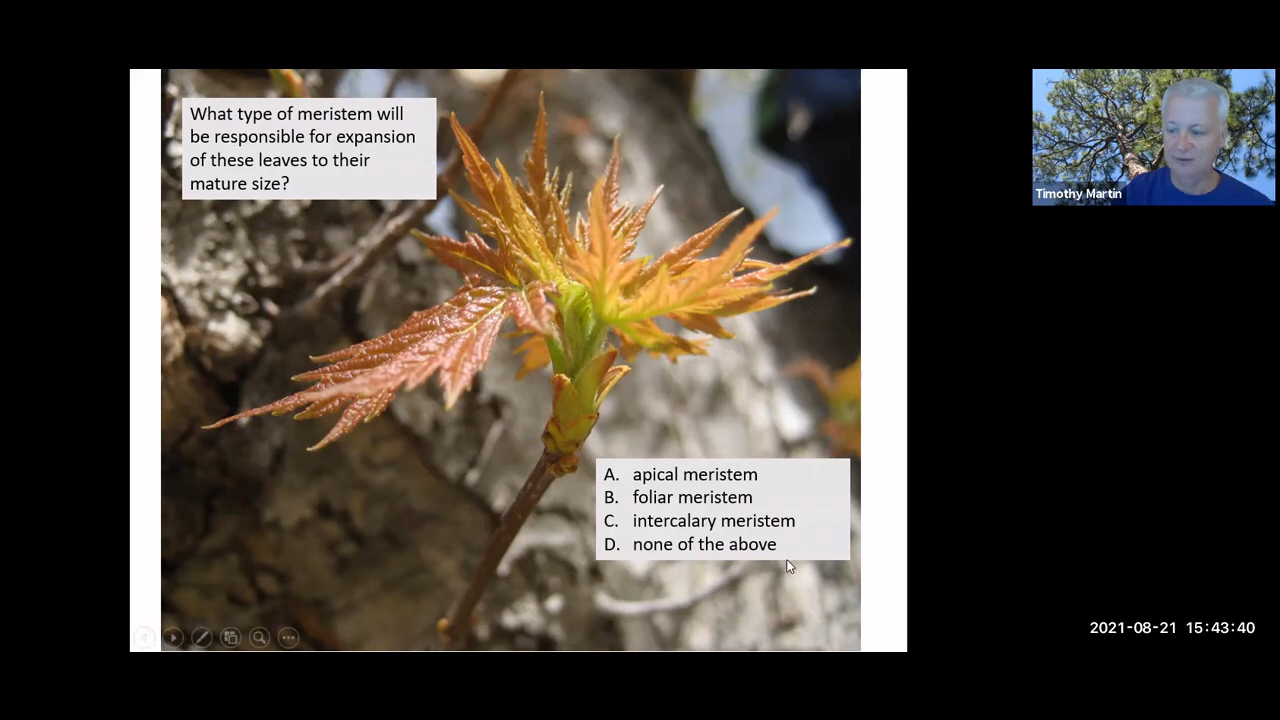 What type of meristem will
be responsible for expansion
of these leaves to their
mature size?
Timothy Martin
A. apical meristem
B. foliar meristem
C. intercalary meristem
D. none of the above
2021-08-21 15:43:40